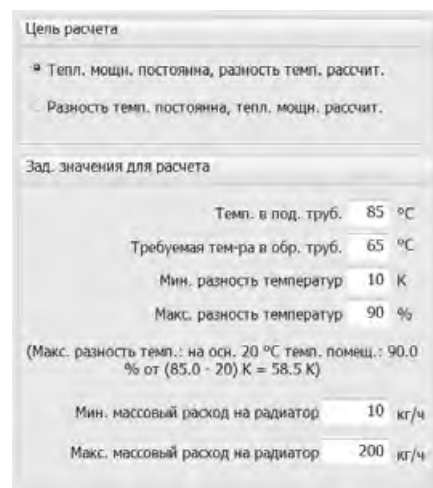 Цель расчета
Тепл. мощн. постоянна, разность темп. рассчит.
Разность темп. постоянна, тепл. мощн. рассчит.
Зад. значения для расчета
Темп. в под. труб. 85 °C
Требуемая тем-ра в обр. труб. 65 °C
Мин. разность температур 10 K
Макс. разность температур 90 %
(Макс. разность темп.: на осн. 20 °C темп. помещ.: 90.0
% от (85.0 - 20) K = 58.5 K)
Мин. массовый расход на радиатор 10 кг/ч
Макс. массовый расход на радиатор 200 кг/ч